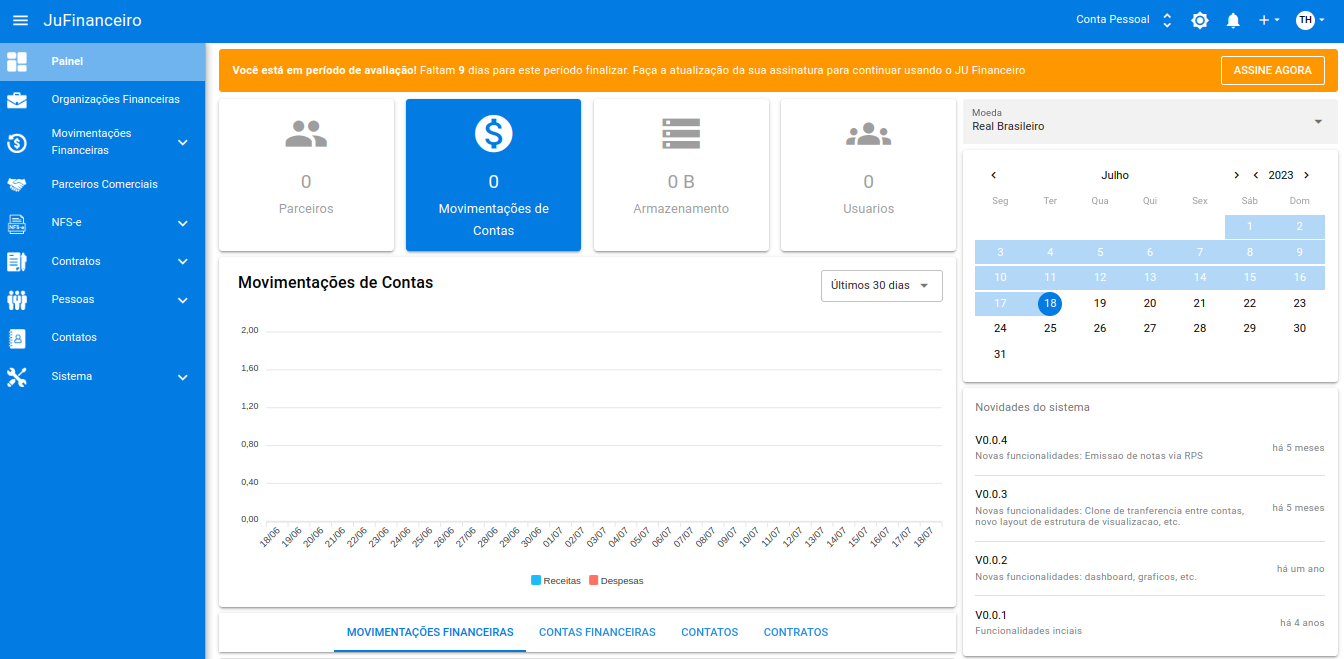 JuFinanceiro
Conta Pessoal
TH
Painel
Organizações Financeiras
Movimentações
Financeiras
Parceiros Comerciais
NFS-e
NFS-e
Contratos
Pessoas
Contatos
Sistema
Você está em período de avaliação! Faltam 9 dias para este período finalizar. Faça a atualização da sua assinatura para continuar usando o JU Financeiro
ASSINE AGORA
0
Parceiros
0
Movimentações de
Contas
0 B
Armazenamento
0
Usuarios
Moeda
Real Brasileiro
Julho 2023
Seg Ter Qua Qui Sex Sáb Dom
1 2
3 4 5 6 7 8 9
10 11 12 13 14 15 16
17 18 19 20 21 22 23
24 25 26 27 28 29 30
31
Movimentações de Contas
Últimos 30 dias
2,00
1,60
1,20
0,80
0,40
0,00
18/06 19/06 20/06 21/06 22/06 23/06 24/06 25/06 26/06 27/06 28/06 29/06 30/06 01/07 02/07 03/07 04/07 05/07 06/07 07/07 08/07 09/07 10/07 11/07 12/07 13/07 14/07 15/07 16/07 17/07 18/07
Receitas Despesas
MOVIMENTAÇÕES FINANCEIRAS CONTAS FINANCEIRAS CONTATOS CONTRATOS
Novidades do sistema
V0.0.4
há 5 meses
Novas funcionalidades: Emissao de notas via RPS
V0.0.3
há 5 meses
Novas funcionalidades: Clone de tranferencia entre contas,
novo layout de estrutura de visualizacao, etc.
V0.0.2
há um ano
Novas funcionalidades: dashboard, graficos, etc.
V0.0.1
há 4 anos
Funcionalidades inciais